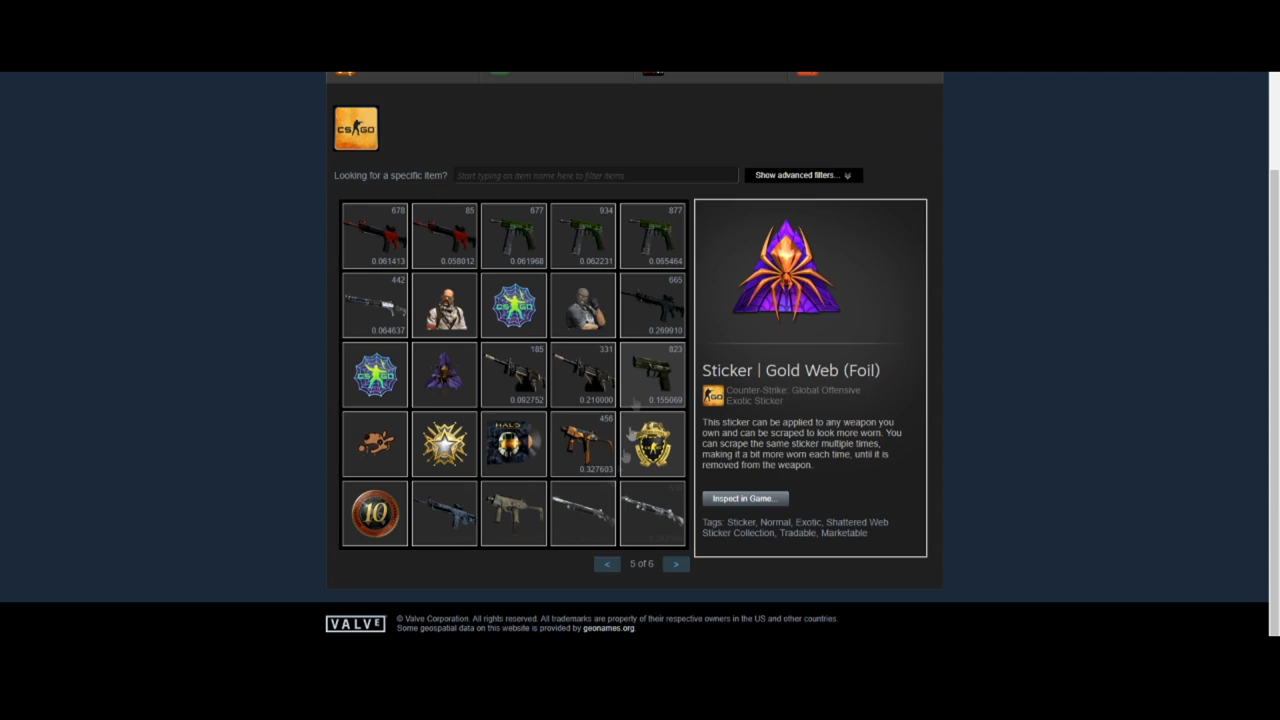 CS GO
Looking for a specific item?
Start typing an item name here to filter items
Show advanced filters...
678
85
677
934
877
0.061413
0.058012
0.061968
0.062231
0.065464
442
665
0.064637
CS GO
0.269910
CS GO
185
331
823
0.092752
0.210000
0.155069
HALO
456
0.327603
10
< 5 of 6 >
Sticker | Gold Web (Foil)
GO
Counter-Strike: Global Offensive
Exotic Sticker
This sticker can be applied to any weapon you
own and can be scraped to look more worn. You
can scrape the same sticker multiple times,
making it a bit more worn each time, until it is
removed from the weapon.
Inspect in Game...
Tags: Sticker, Normal, Exotic, Shattered Web
Sticker Collection, Tradable, Marketable
VALVE
© Valve Corporation. All rights reserved. All trademarks are property of their respective owners in the US and other countries.
Some geospatial data on this website is provided by geonames.org.